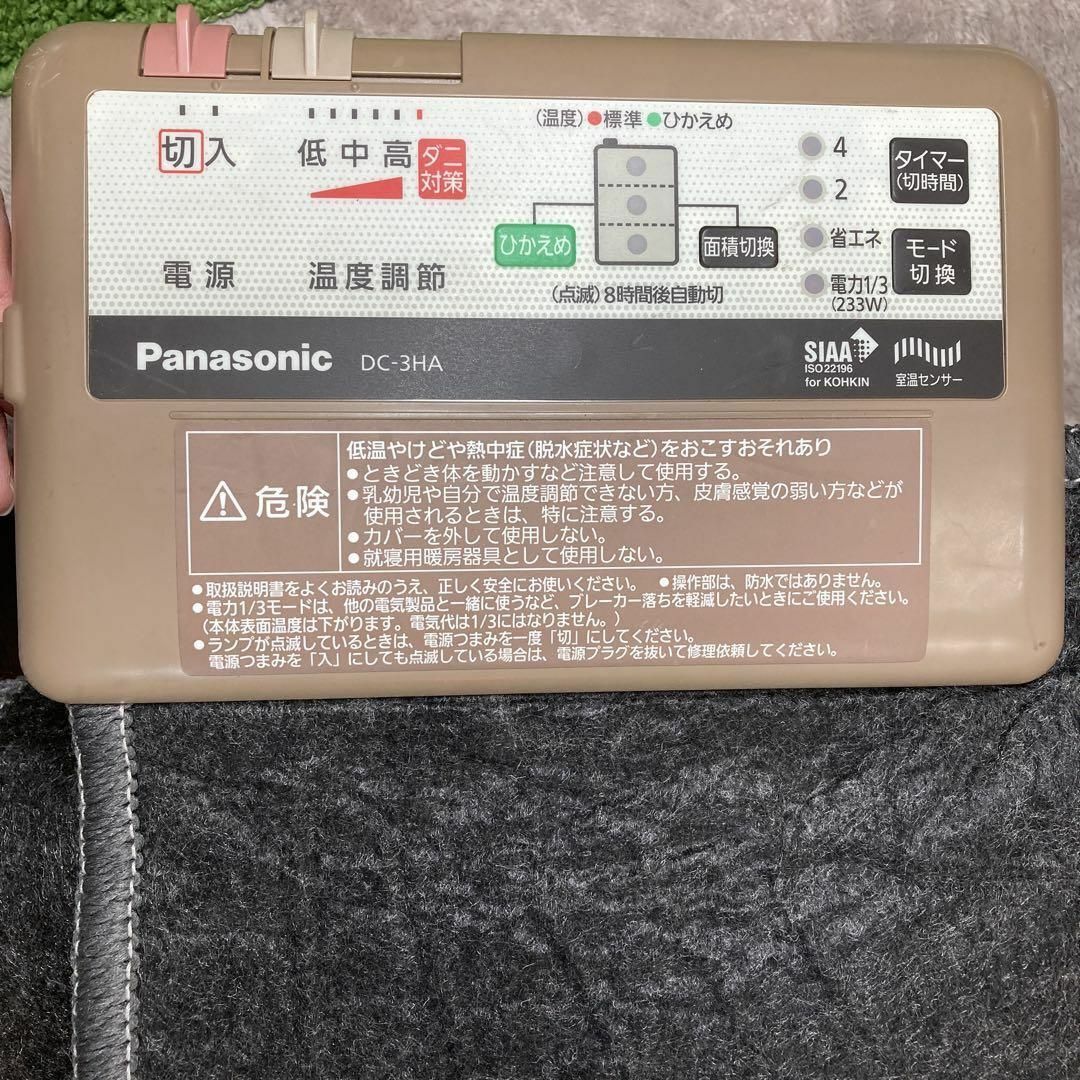 切入
低中高
ダニ
対策
電源
温度調節
(温度)●標準●ひかえめ
ひかえめ
面積切換
(点滅)8時間後自動切
4
2
省エネ
電力1/3
(233W)
タイマー
(切時間)
モード
切換
Panasonic DC-3HA
SIAA
ISO22196
for KOHKIN
室温センサー
危険
低温やけどや熱中症(脱水症状など)をおこすおそれあり
●ときどき体を動かすなど注意して使用する。
●乳幼児や自分で温度調節できない方、皮膚感覚の弱い方などが
使用されるときは、特に注意する。
●カバーを外して使用しない。
●就寝用暖房器具として使用しない。
●取扱説明書をよくお読みのうえ、正しく安全にお使いください。 ●操作部は、防水ではありません。
●電力1/3モードは、他の電気製品と一緒に使うなど、ブレーカー落ちを軽減したいときにご使用ください。
(本体表面温度は下がります。電気代は1/3にはなりません。)
●ランプが点滅しているときは、電源つまみを一度「切」にしてください。
電源つまみを「入」にしても点滅している場合は、電源プラグを抜いて修理依頼してください。